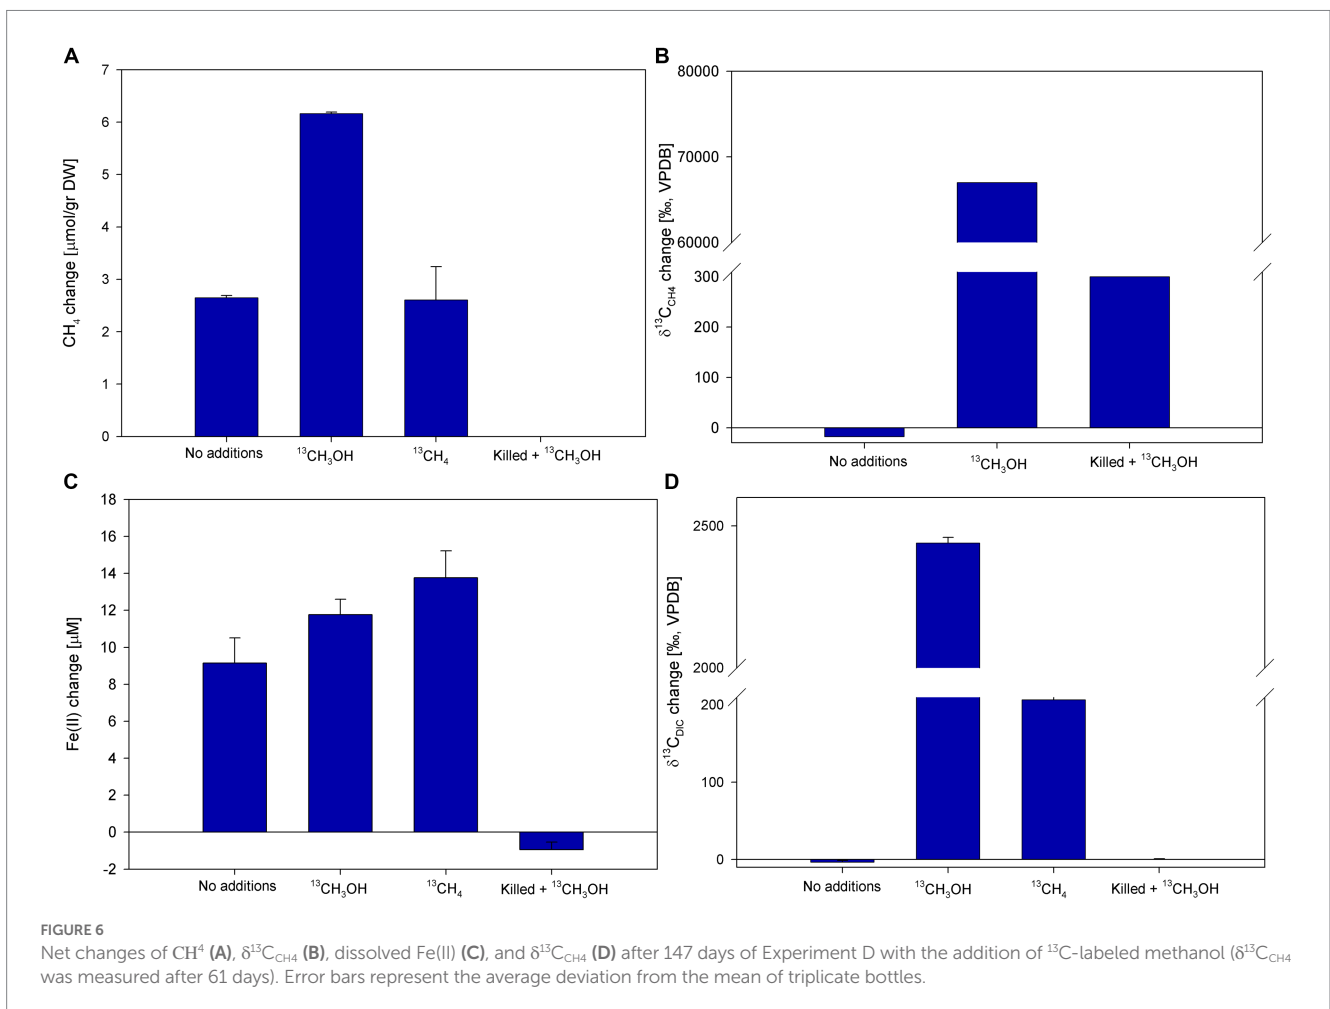 A
7
6
5
4
3
2
1
0
CH₄ change [μmol/gr DW]
No additions
¹³CH₃OH
¹³CH₄
Killed + ¹³CH₃OH
B
80000
70000
60000
300
200
100
0
δ¹³C_CH4 change [‰, VPDB]
No additions
¹³CH₃OH
Killed + ¹³CH₃OH
C
18
16
14
12
10
8
6
4
2
0
-2
Fe(II) change [μM]
No additions
¹³CH₃OH
¹³CH₄
Killed + ¹³CH₃OH
D
2500
2000
200
100
0
δ¹³C_DIC change [‰, VPDB]
No additions
¹³CH₃OH
¹³CH₄
Killed + ¹³CH₃OH
FIGURE 6
Net changes of CH⁴ (A), δ¹³C_CH4 (B), dissolved Fe(II) (C), and δ¹³C_CH4 (D) after 147 days of Experiment D with the addition of ¹³C-labeled methanol (δ¹³C_CH4
was measured after 61 days). Error bars represent the average deviation from the mean of triplicate bottles.